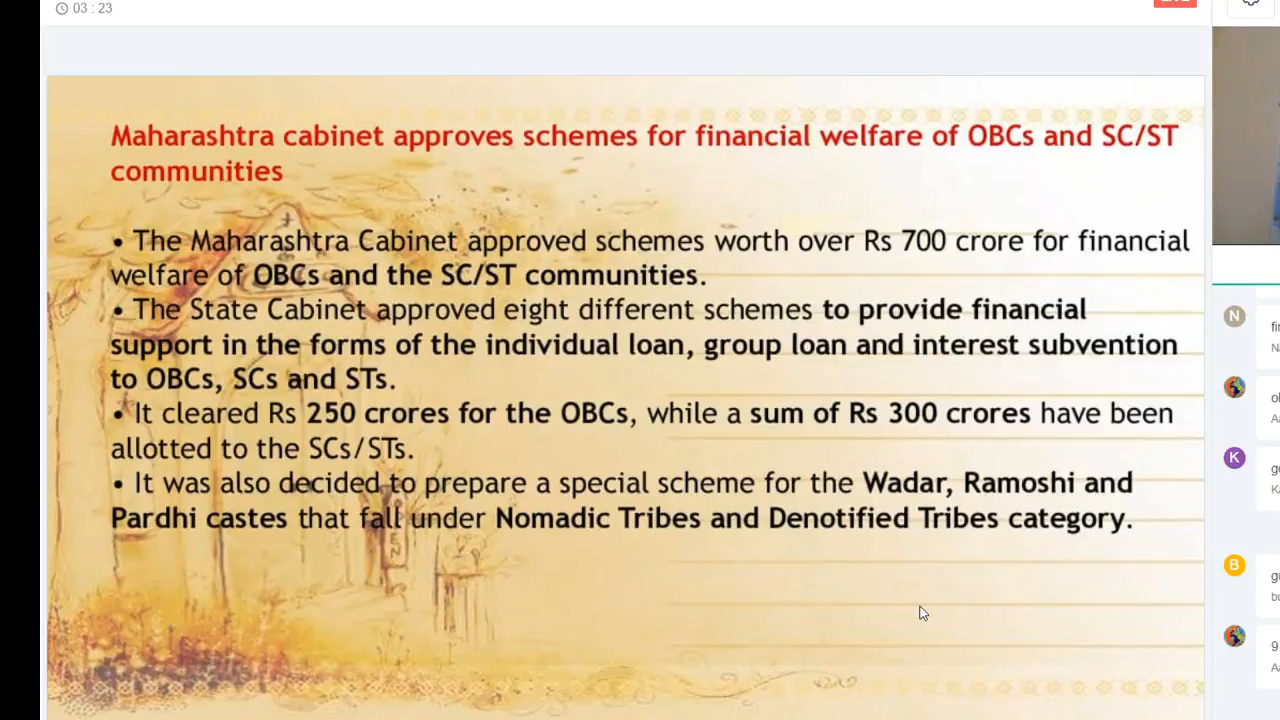 03 : 23
Maharashtra cabinet approves schemes for financial welfare of OBCs and SC/ST
communities
• The Maharashtra Cabinet approved schemes worth over Rs 700 crore for financial
welfare of OBCs and the SC/ST communities.
• The State Cabinet approved eight different schemes to provide financial
support in the forms of the individual loan, group loan and interest subvention
to OBCs, SCs and STs.
• It cleared Rs 250 crores for the OBCs, while a sum of Rs 300 crores have been
allotted to the SCs/STs.
• It was also decided to prepare a special scheme for the Wadar, Ramoshi and
Pardhi castes that fall under Nomadic Tribes and Denotified Tribes category.
N
K
B
9